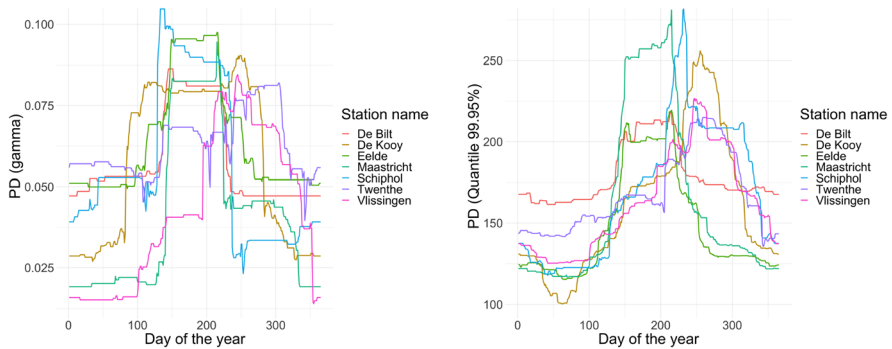 PD (gamma)
0.100
0.075
0.050
0.025
0
100
200
300
Day of the year
Station name
De Bilt
De Kooy
Eelde
Maastricht
Schiphol
Twenthe
Vlissingen
PD (Quantile 99.95%)
250
200
150
100
0
100
200
300
Day of the year
Station name
De Bilt
De Kooy
Eelde
Maastricht
Schiphol
Twenthe
Vlissingen